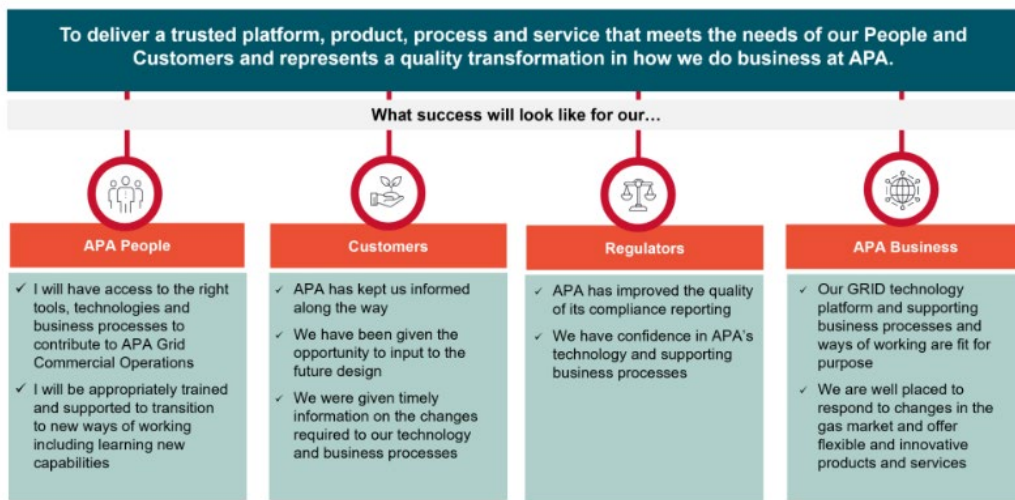 To deliver a trusted platform, product, process and service that meets the needs of our People and
Customers and represents a quality transformation in how we do business at APA.
What success will look like for our…
APA People
✓ I will have access to the right
tools, technologies and
business processes to
contribute to APA Grid
Commercial Operations
✓ I will be appropriately trained
and supported to transition
to new ways of working
including learning new
capabilities
Customers
✓ APA has kept us informed
along the way
✓ We have been given the
opportunity to input to the
future design
✓ We were given timely
information on the changes
required to our technology
and business processes
Regulators
✓ APA has improved the quality
of its compliance reporting
✓ We have confidence in APA's
technology and supporting
business processes
APA Business
✓ Our GRID technology
platform and supporting
business processes and
ways of working are fit for
purpose
✓ We are well placed to
respond to changes in the
gas market and offer
flexible and innovative
products and services